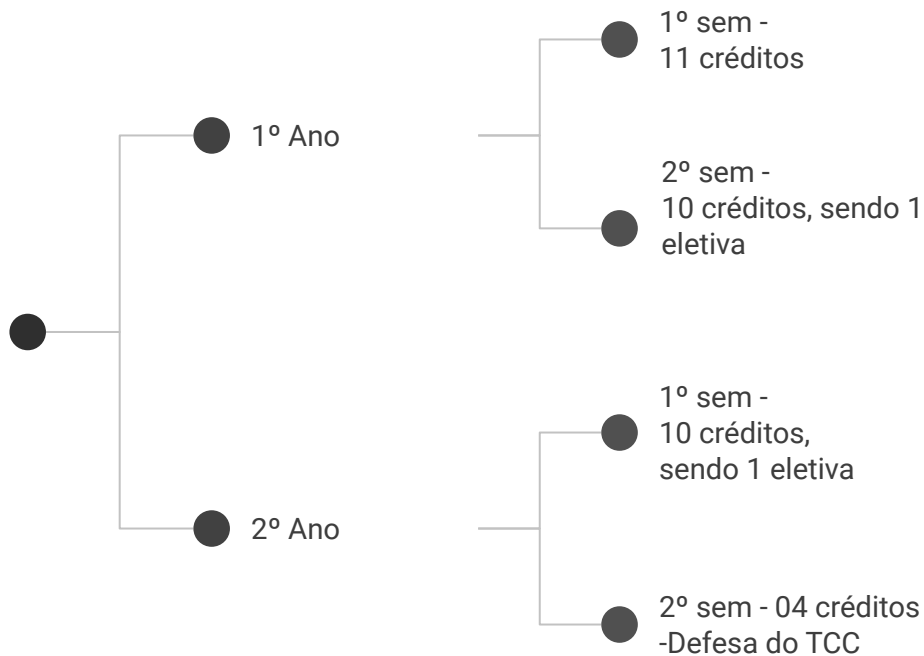 1º Ano
1º sem -
11 créditos
2º sem -
10 créditos, sendo 1
eletiva
2º Ano
1º sem -
10 créditos,
sendo 1 eletiva
2º sem - 04 créditos
-Defesa do TCC